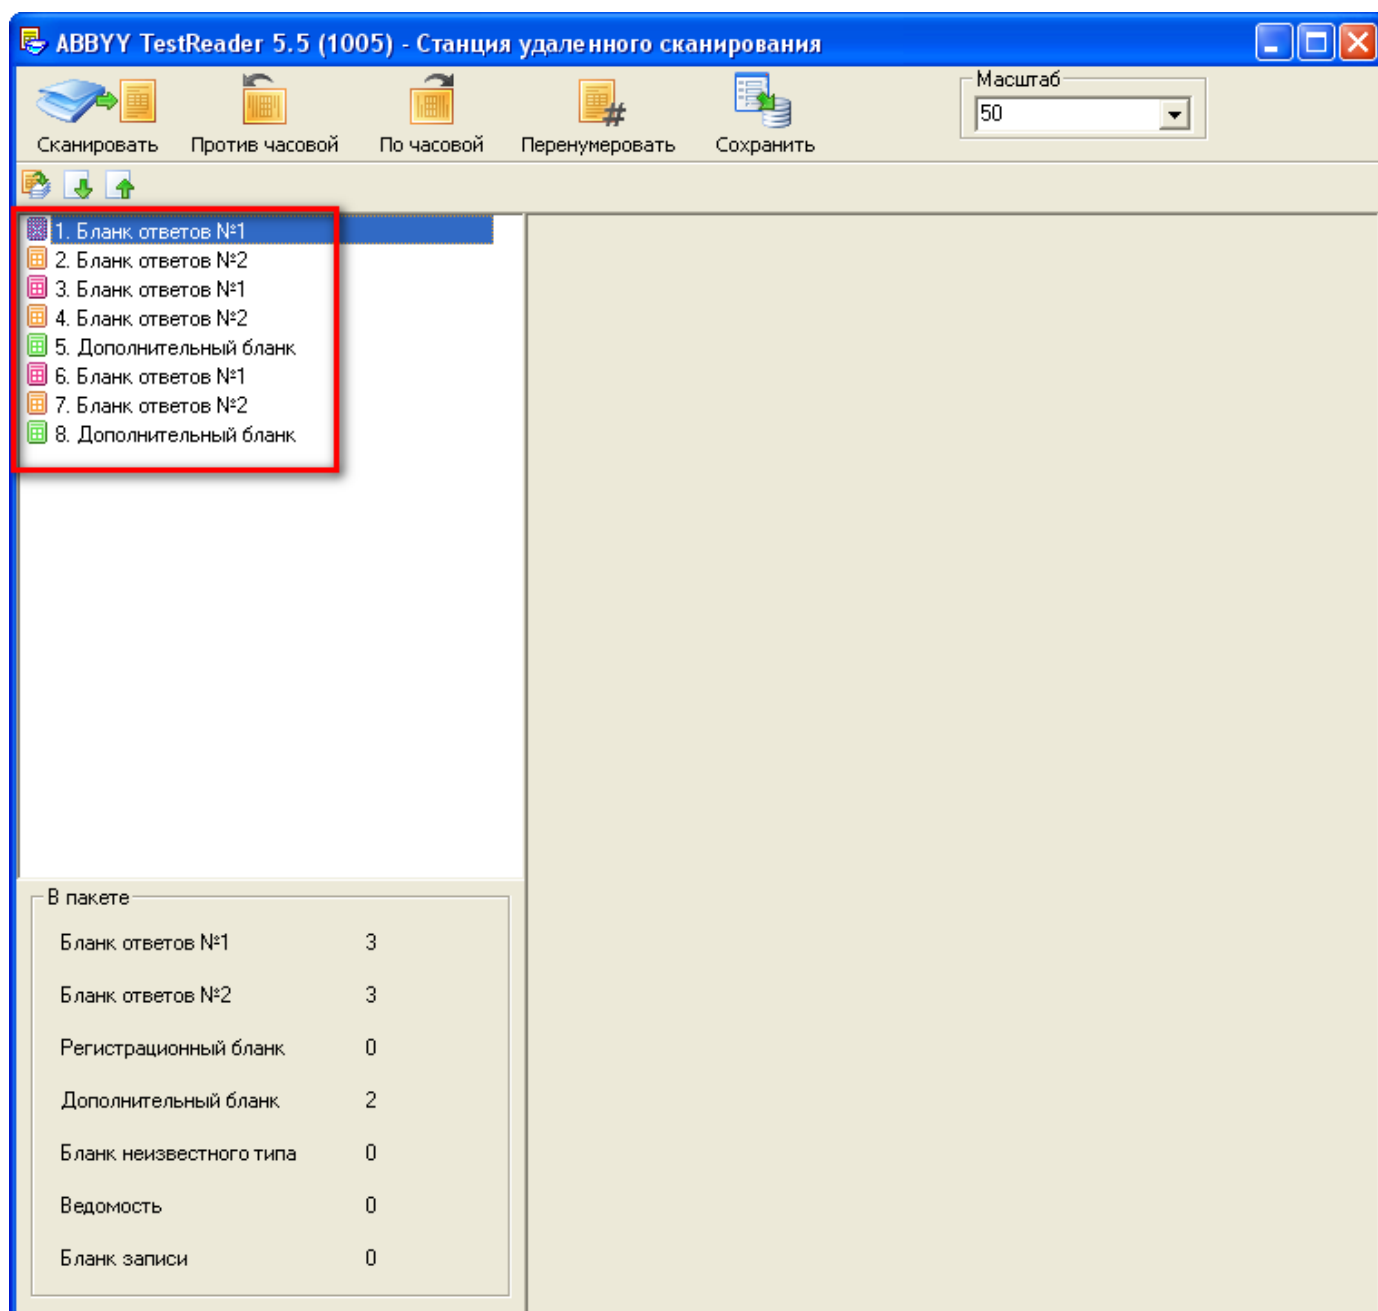 ABBYY TestReader 5.5 (1005) - Станция удаленного сканирования
Сканировать Против часовой По часовой Перенумеровать Сохранить
Масштаб
50
1. Бланк ответов №1
2. Бланк ответов №2
3. Бланк ответов №1
4. Бланк ответов №2
5. Дополнительный бланк
6. Бланк ответов №1
7. Бланк ответов №2
8. Дополнительный бланк
В пакете
Бланк ответов №1 3
Бланк ответов №2 3
Регистрационный бланк 0
Дополнительный бланк 2
Бланк неизвестного типа 0
Ведомость 0
Бланк записи 0